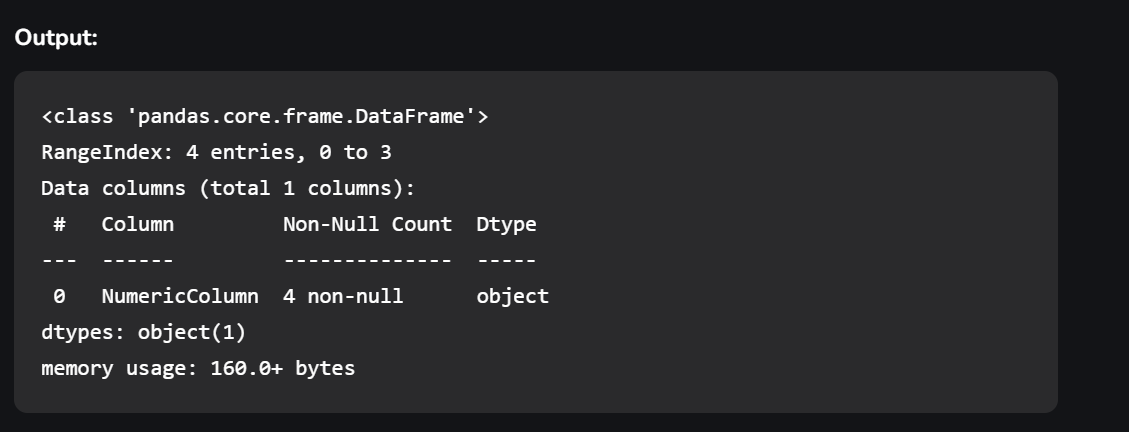 Output:
<class 'pandas.core.frame.DataFrame'>
RangeIndex: 4 entries, 0 to 3
Data columns (total 1 columns):
 #   Column         Non-Null Count  Dtype
---  ------         --------------  -----
 0   NumericColumn  4 non-null      object
dtypes: object(1)
memory usage: 160.0+ bytes